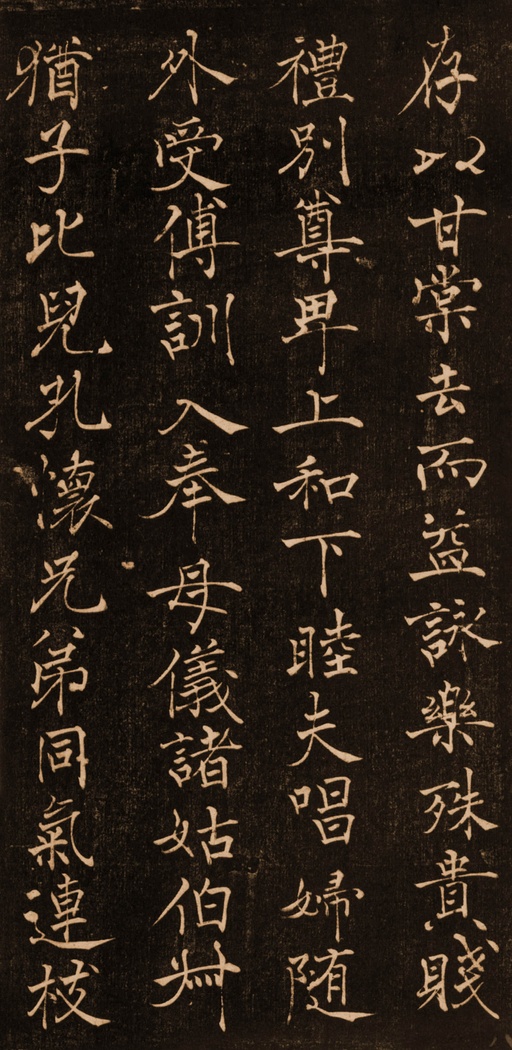 存以甘棠去而益詠樂殊貴賤
禮別尊卑上和下睦夫唱婦随
外受傅訓入奉母儀諸姑伯叔
猶子比兒孔懷兄弟同氣連枝